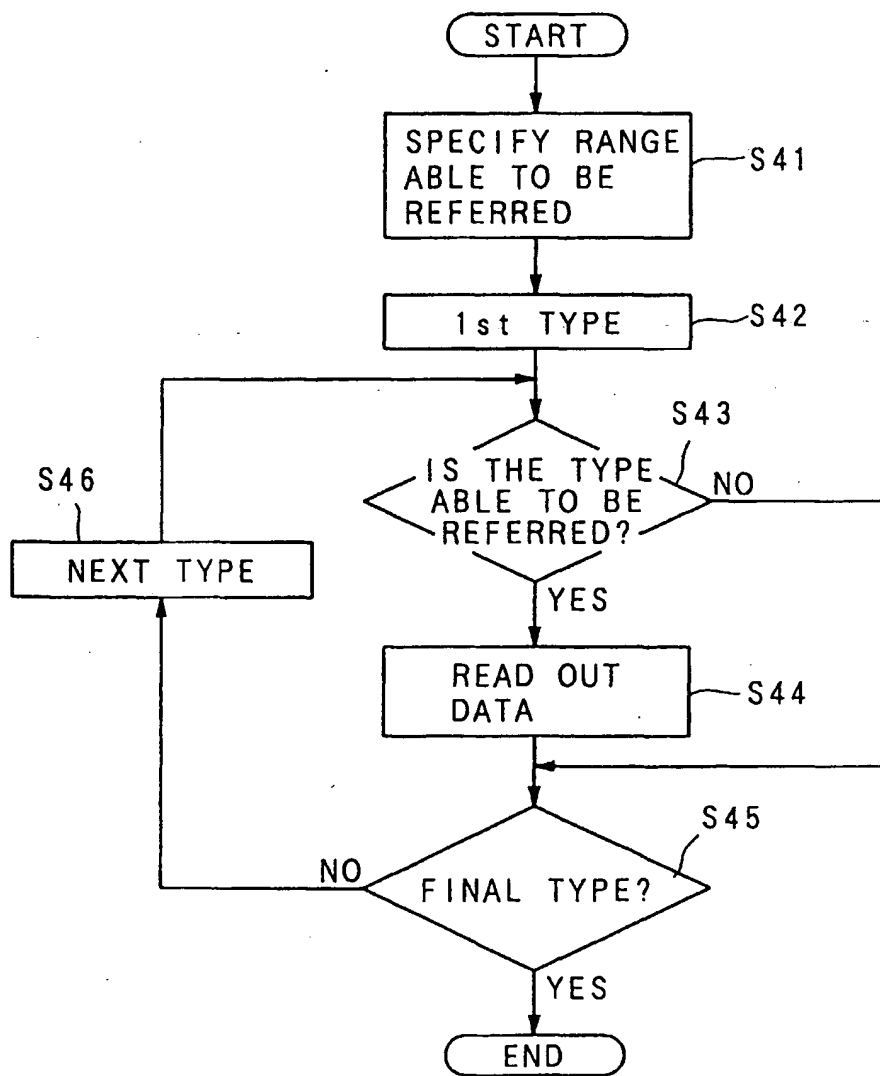 START
SPECIFY RANGE
ABLE TO BE
REFERRED
S41
1st TYPE
S42
S43
IS THE TYPE
ABLE TO BE
REFERRED?
NO
S46
NEXT TYPE
YES
READ OUT
DATA
S44
S45
NO
FINAL TYPE?
YES
END